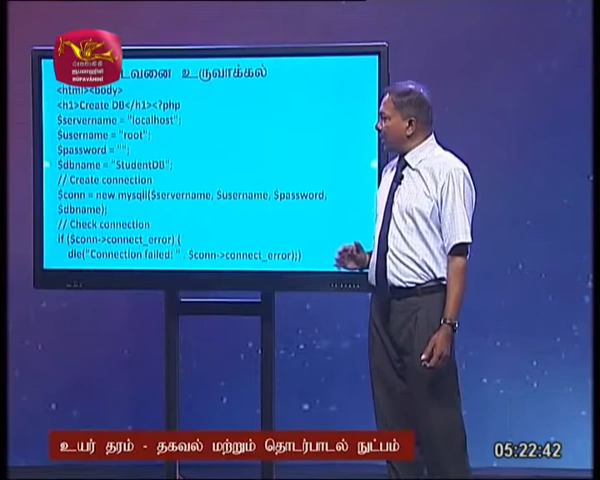 டவனை உருவாக்கல்
<html><body>
<h1>Create DB</h1><?php
$servername = "localhost";
$username = "root";
$password = "";
$dbname = "StudentDB";
// Create connection
$conn = new mysqli($servername, $username, $password,
$dbname);
// Check connection
if ($conn->connect_error) {
die("Connection failed: " . $conn->connect_error);}
உயர் தரம் - தகவல் மற்றும் தொடர்பாடல் நுட்பம்
05:22:42